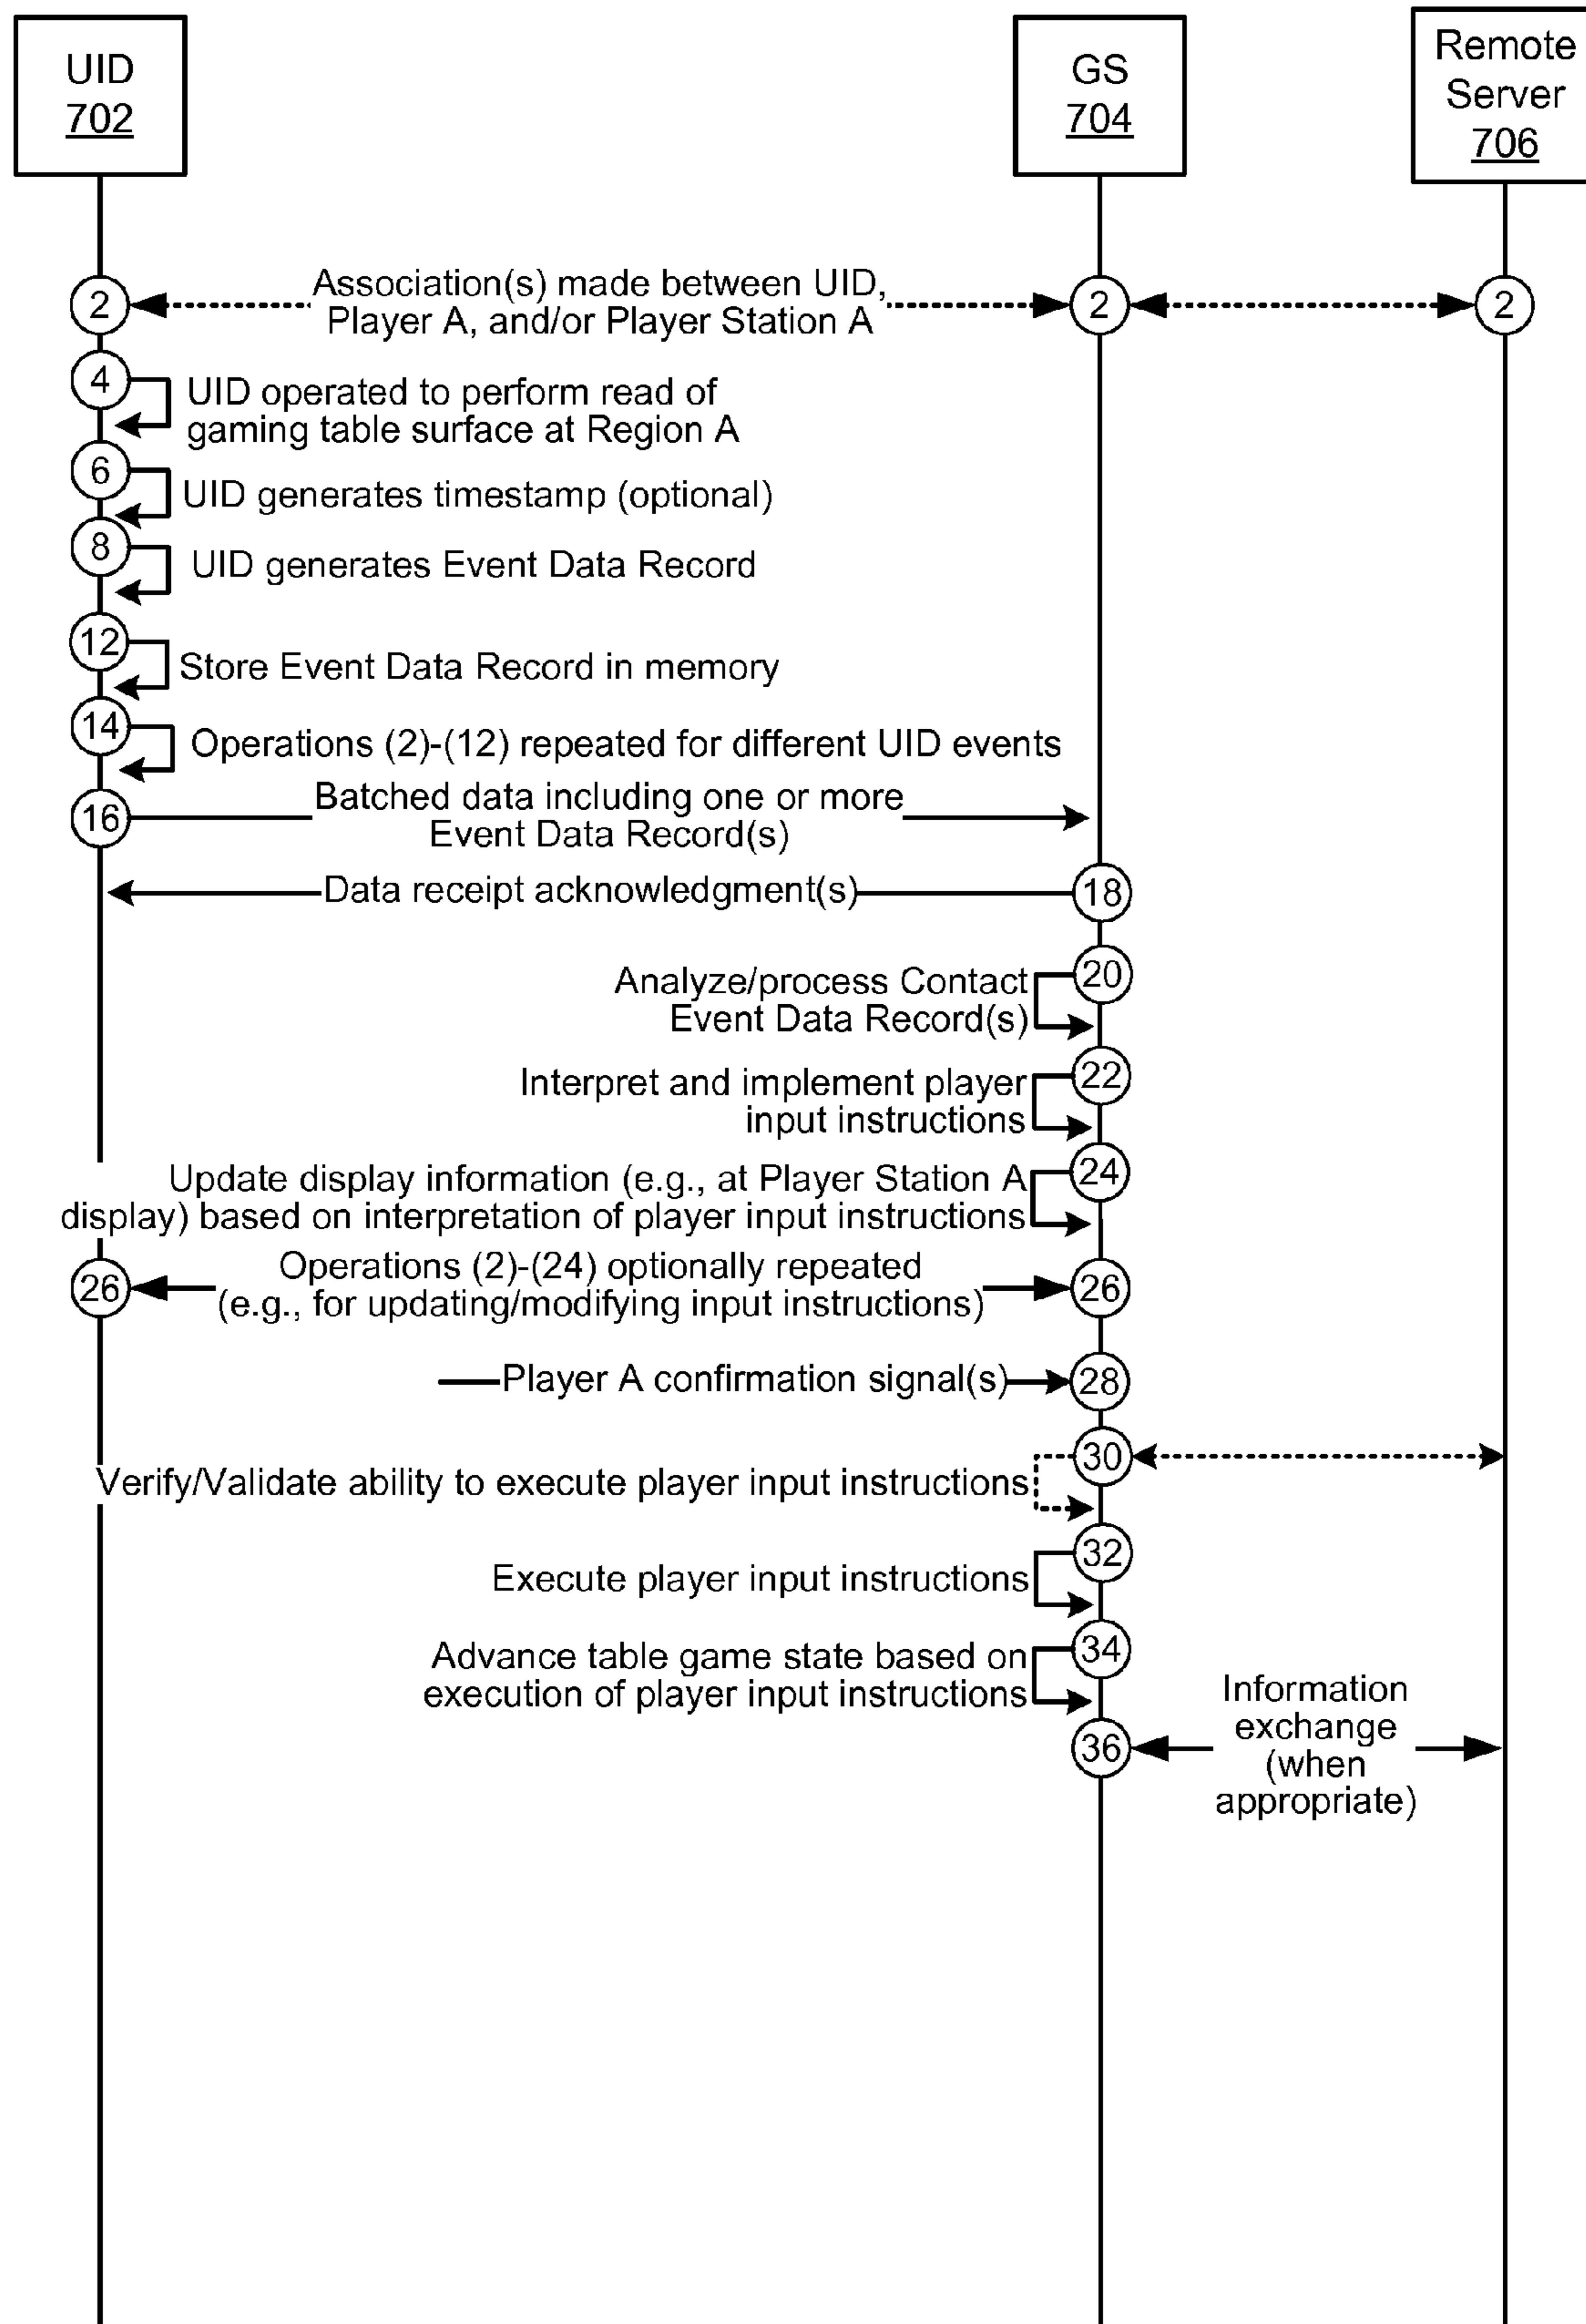 UID
702
GS
704
Remote
Server
706
2
Association(s) made between UID,
Player A, and/or Player Station A
2
2
4
UID operated to perform read of
gaming table surface at Region A
6
UID generates timestamp (optional)
8
UID generates Event Data Record
12
Store Event Data Record in memory
14
Operations (2)-(12) repeated for different UID events
16
Batched data including one or more
Event Data Record(s)
Data receipt acknowledgment(s)
18
Analyze/process Contact
Event Data Record(s)
20
Interpret and implement player
input instructions
22
Update display information (e.g., at Player Station A
display) based on interpretation of player input instructions
24
26
Operations (2)-(24) optionally repeated
(e.g., for updating/modifying input instructions)
26
Player A confirmation signal(s)
28
Verify/Validate ability to execute player input instructions
30
Execute player input instructions
32
Advance table game state based on
execution of player input instructions
34
36
Information
exchange
(when
appropriate)